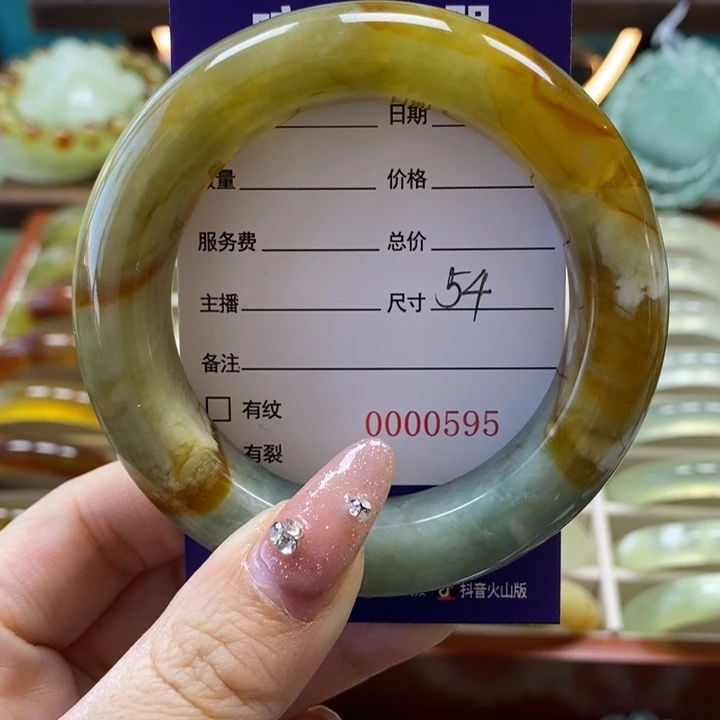 日期
量 价格
服务费 总价
主播 尺寸 54
备注
有纹 0000595
有裂
抖音火山版